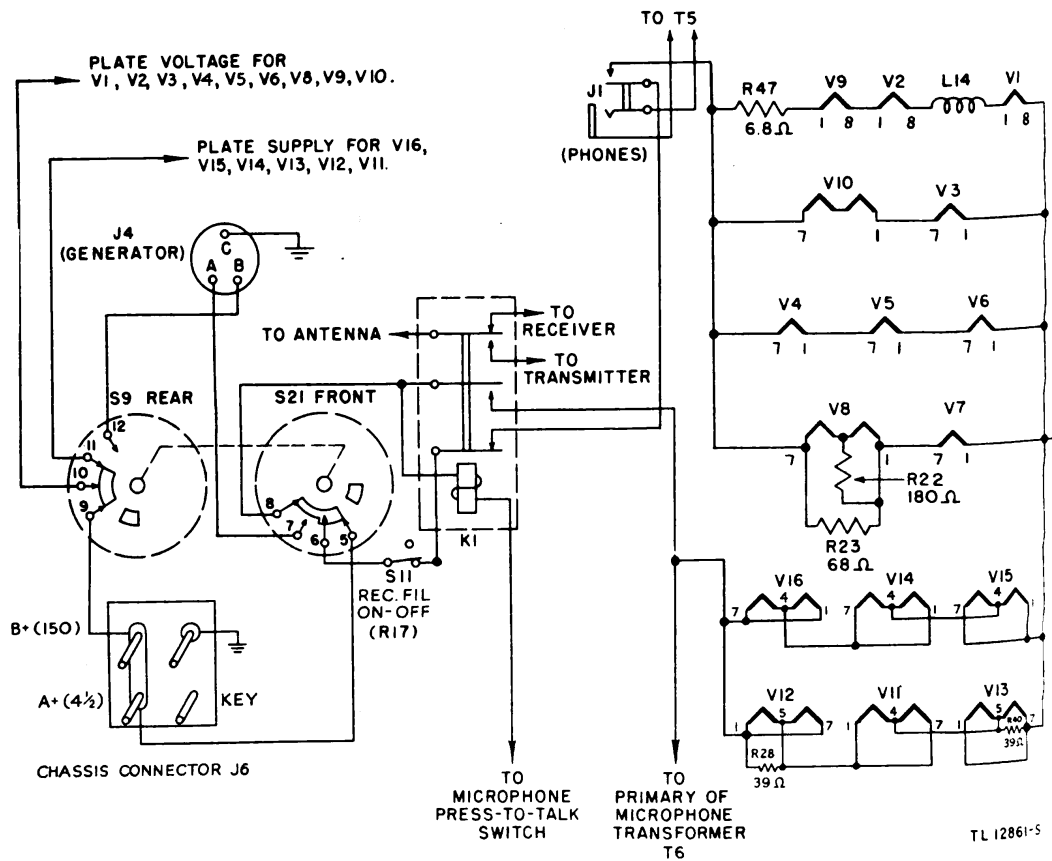 TO T5
PLATE VOLTAGE FOR
V1, V2, V3, V4, V5, V6, V8, V9, V10.
PLATE SUPPLY FOR V16,
V15, V14, V13, V12, V11.
J1
(PHONES)
R47
6.8Ω
V9
1 8
V2
1 8
L14
V1
1 8
V10
7 1
V3
7 1
J4
(GENERATOR)
C
A B
TO ANTENNA
TO
RECEIVER
TO
TRANSMITTER
V4
7 1
V5
7 1
V6
7 1
S9 REAR
12
11
10
9
S21 FRONT
8
7
6
5
K1
S11
REC. FIL
ON-OFF
(R17)
V8
7 1
V7
7 1
R22
180Ω
R23
68Ω
V16
7 4 1
V14
7 4 1
V15
7 4 1
B+(150)
A+(4½)
KEY
CHASSIS CONNECTOR J6
V12
1 5 7
R28
39Ω
V11
1 4 7
V13
1 5 7
R40
39Ω
TO
MICROPHONE
PRESS-TO-TALK
SWITCH
TO
PRIMARY OF
MICROPHONE
TRANSFORMER
T6
TL 12861-S